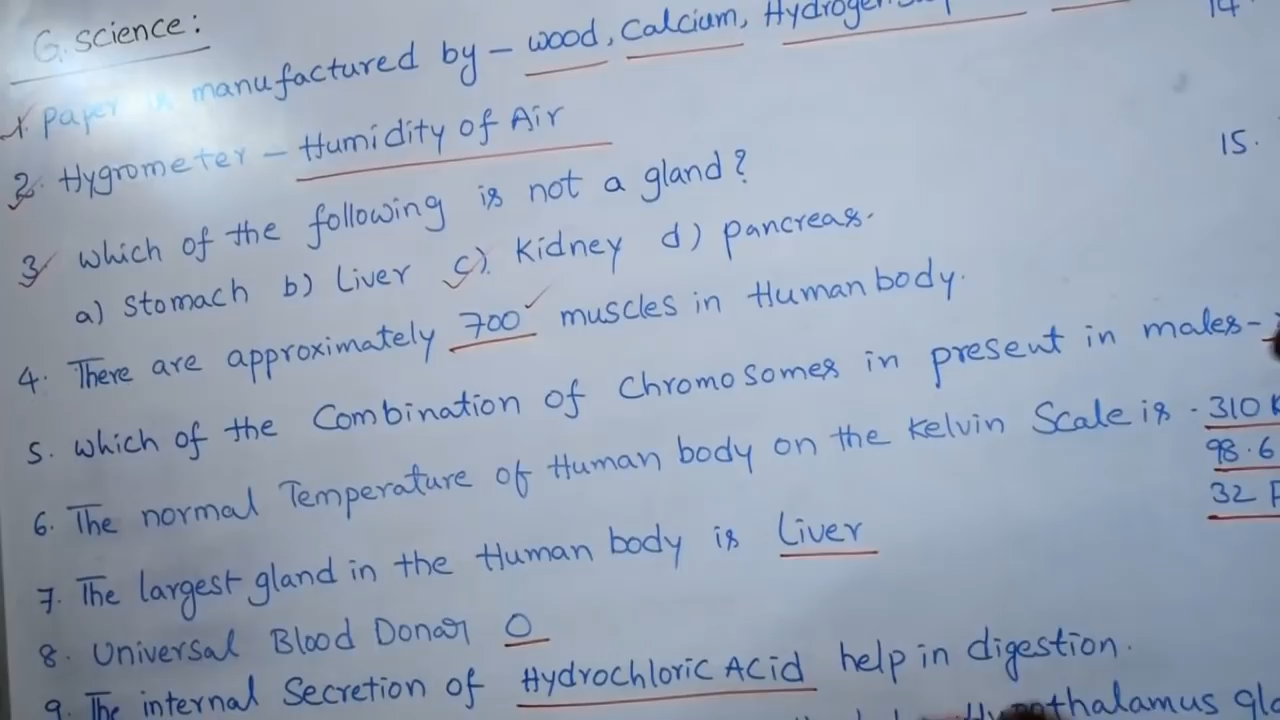 G. Science:
1. Paper is manufactured by - wood, Calcium,
14
2. Hygrometer - Humidity of Air
15.
3. which of the following is not a gland?
a) Stomach b) Liver c) Kidney d) pancreas.
4. There are approximately 700 muscles in Human body.
5. which of the Combination of Chromosomes in present in males-
6. The normal Temperature of Human body on the Kelvin Scale is - 310 K
98.6
32 F
7. The largest gland in the Human body is Liver
8. Universal Blood Donar O
9. The internal Secretion of Hydrochloric Acid help in digestion.